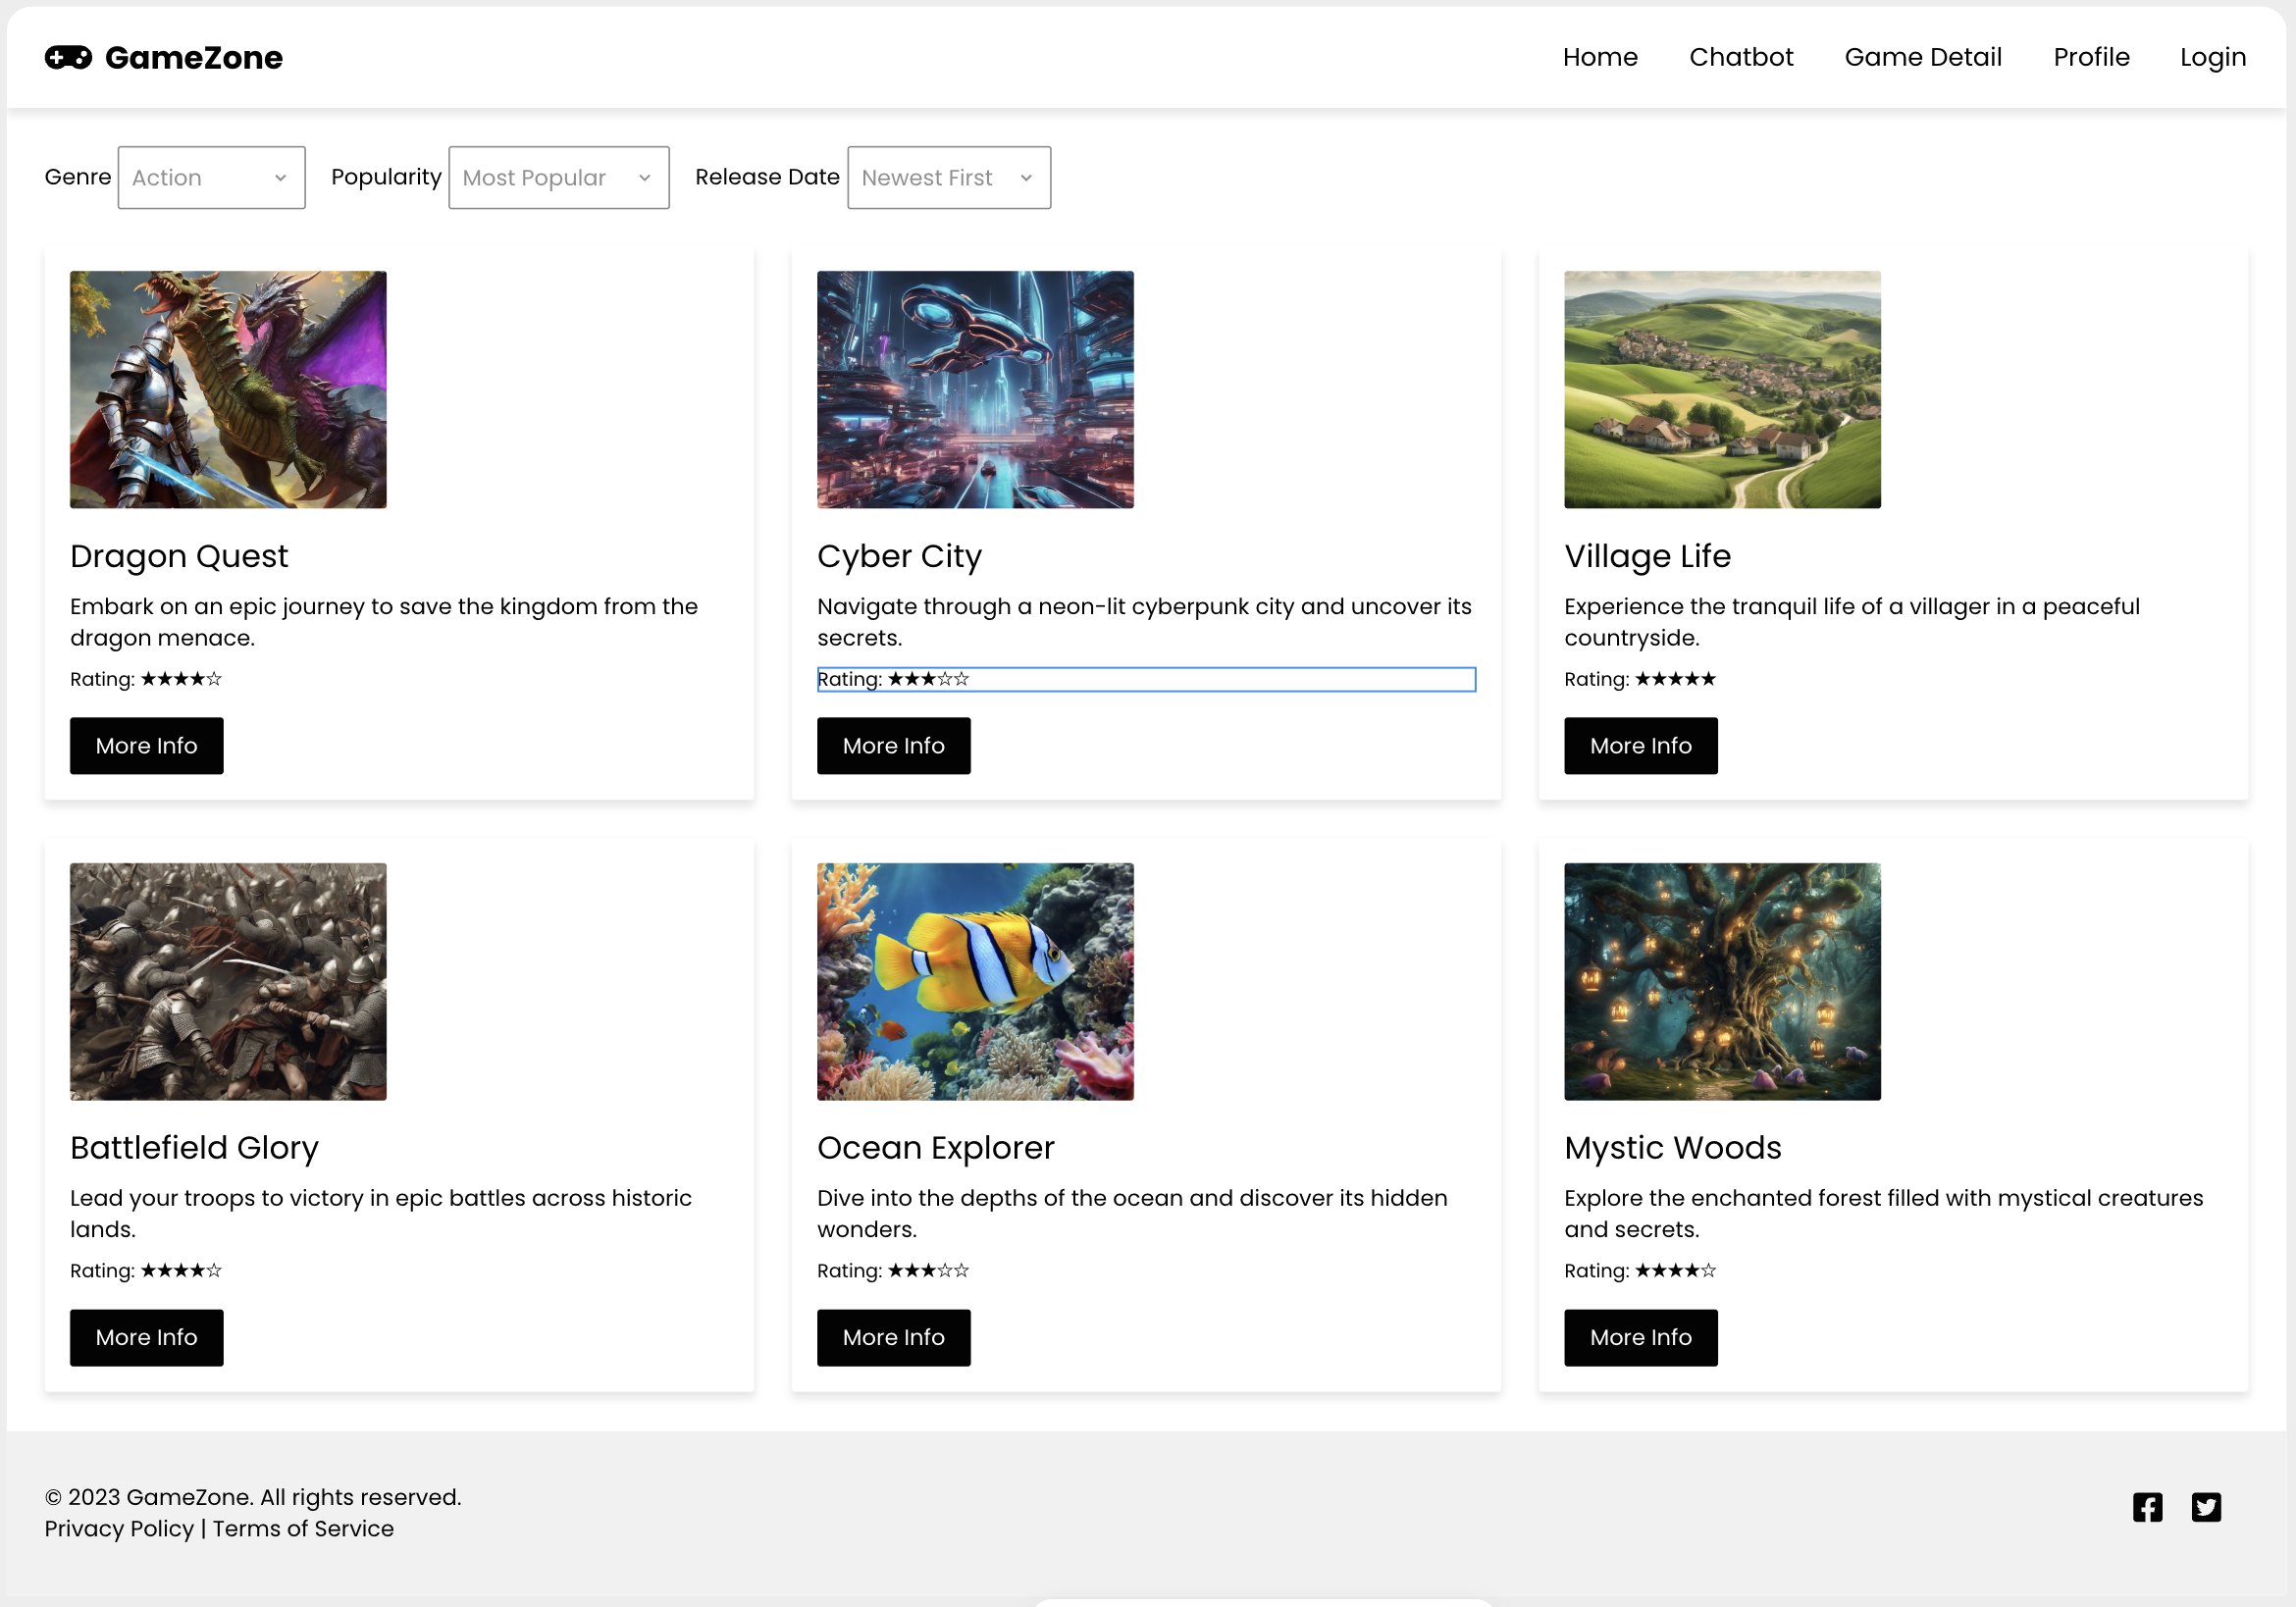 GameZone
Home Chatbot Game Detail Profile Login
Genre Action Popularity Most Popular Release Date Newest First
Dragon Quest
Embark on an epic journey to save the kingdom from the
dragon menace.
Rating: ★★★★☆
More Info
Cyber City
Navigate through a neon-lit cyberpunk city and uncover its
secrets.
Rating: ★★★☆☆
More Info
Village Life
Experience the tranquil life of a villager in a peaceful
countryside.
Rating: ★★★★★
More Info
Battlefield Glory
Lead your troops to victory in epic battles across historic
lands.
Rating: ★★★★☆
More Info
Ocean Explorer
Dive into the depths of the ocean and discover its hidden
wonders.
Rating: ★★★☆☆
More Info
Mystic Woods
Explore the enchanted forest filled with mystical creatures
and secrets.
Rating: ★★★★☆
More Info
© 2023 GameZone. All rights reserved.
Privacy Policy | Terms of Service